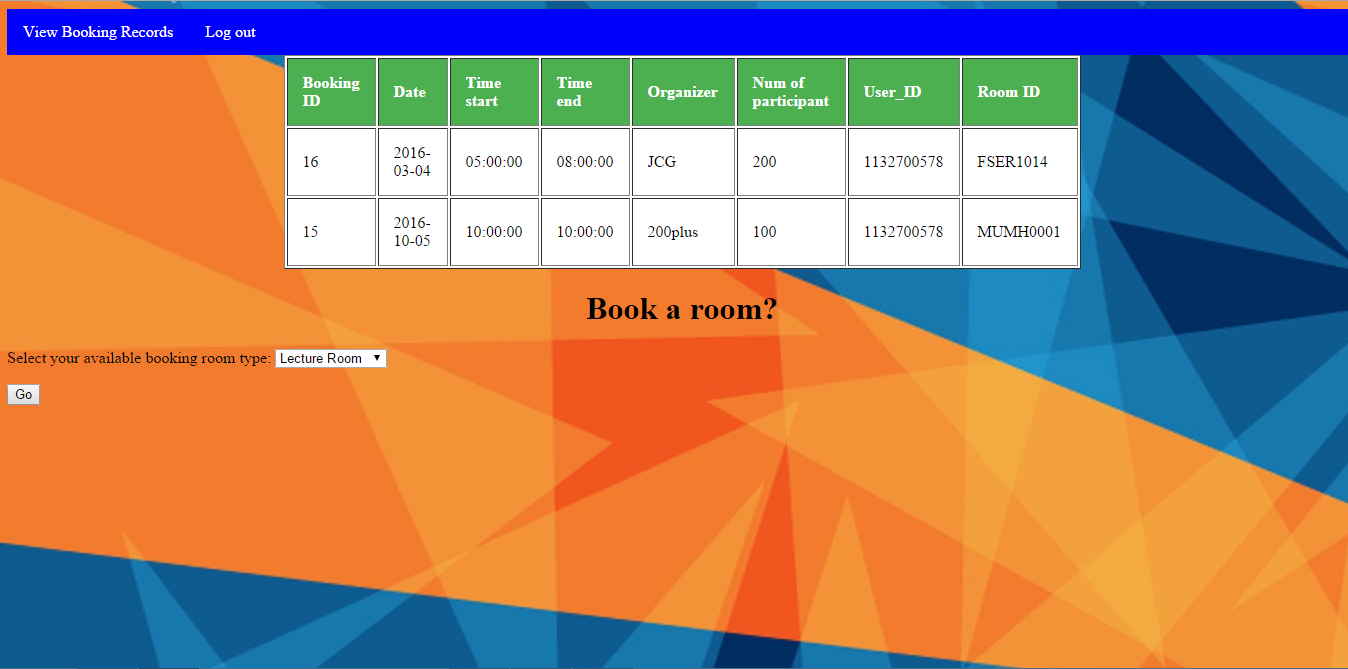 View Booking Records Log out
Booking ID Date Time start Time end Organizer Num of participant User_ID Room ID
16 2016-03-04 05:00:00 08:00:00 JCG 200 1132700578 FSER1014
15 2016-10-05 10:00:00 10:00:00 200plus 100 1132700578 MUMH0001
Book a room?
Select your available booking room type: Lecture Room
Go